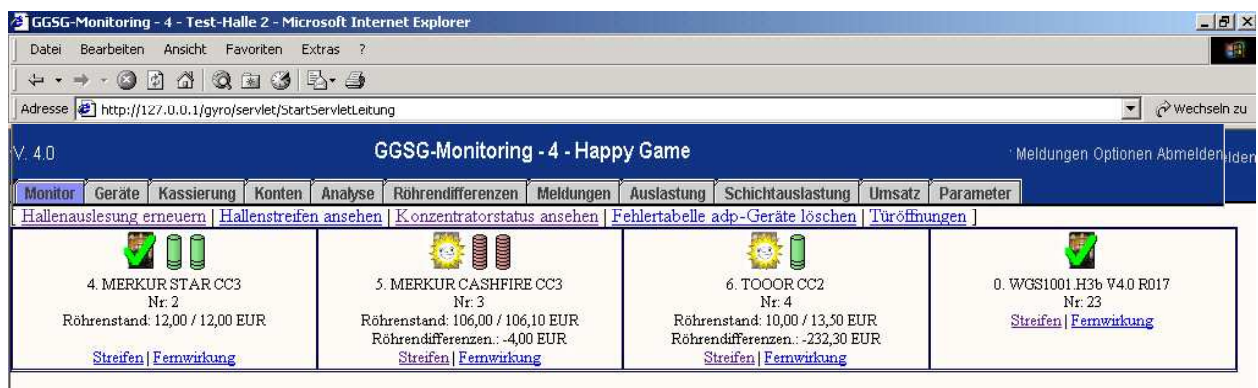 GGSG-Monitoring - 4 - Test-Halle 2 - Microsoft Internet Explorer
Datei Bearbeiten Ansicht Favoriten Extras ?
Adresse http://127.0.0.1/gyro/servlet/StartServletLeitung Wechseln zu
V. 4.0 GGSG-Monitoring - 4 - Happy Game Meldungen Optionen Abmelden
Monitor Geräte Kassierung Konten Analyse Röhrendifferenzen Meldungen Auslastung Schichtauslastung Umsatz Parameter
[ Hallenauslesung erneuern | Hallenstreifen ansehen | Konzentratorstatus ansehen | Fehlertabelle adp-Geräte löschen | Türöffnungen ]
4. MERKUR STAR CC3
Nr: 2
Röhrenstand: 12,00 / 12,00 EUR
Streifen | Fernwirkung
5. MERKUR CASHFIRE CC3
Nr: 3
Röhrenstand: 106,00 / 106,10 EUR
Röhrendifferenzen.: -4,00 EUR
Streifen | Fernwirkung
6. TOOOR CC2
Nr: 4
Röhrenstand: 10,00 / 13,50 EUR
Röhrendifferenzen.: -232,30 EUR
Streifen | Fernwirkung
0. WGS1001.H3b V4.0 R017
Nr: 23
Streifen | Fernwirkung